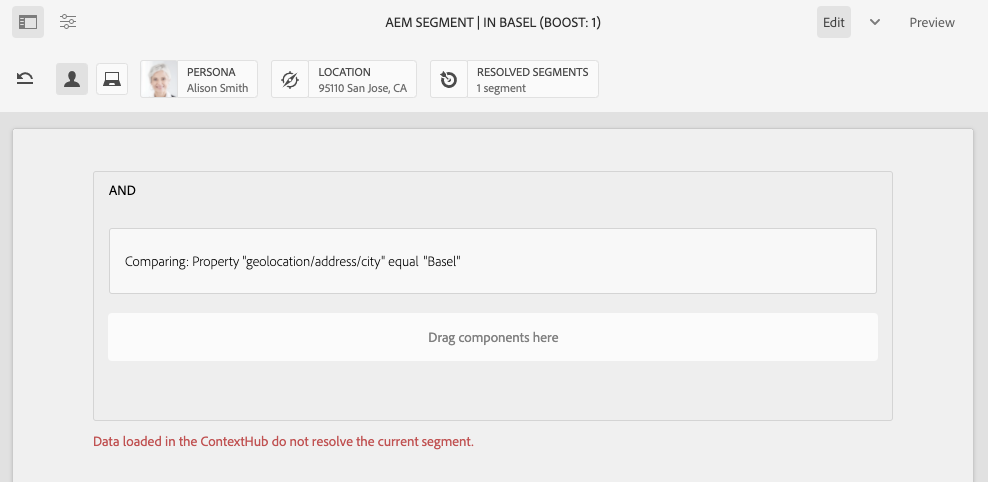 AEM SEGMENT | IN BASEL (BOOST: 1)
Edit
Preview
PERSONA
Alison Smith
LOCATION
95110 San Jose, CA
RESOLVED SEGMENTS
1 segment
AND
Comparing: Property "geolocation/address/city" equal "Basel"
Drag components here
Data loaded in the ContextHub do not resolve the current segment.